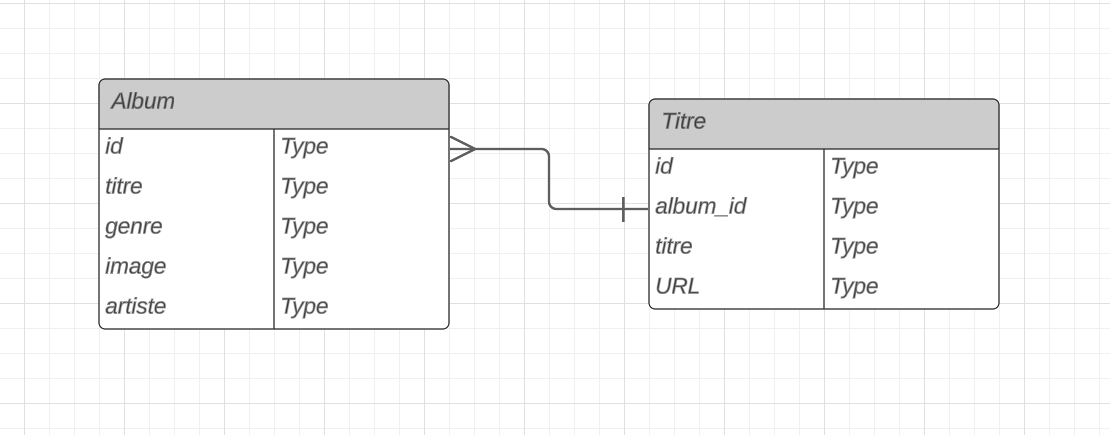 Album
id Type
titre Type
genre Type
image Type
artiste Type
Titre
id Type
album_id Type
titre Type
URL Type